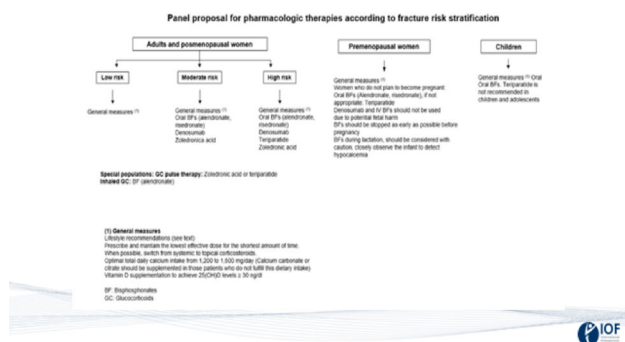 Panel proposal for pharmacologic therapies according to fracture risk stratification
Adults and posmenopausal women
Low risk
General measures (1)
Moderate risk
General measures (1)
Oral BFs (alendronate,
risedronate)
Denosumab
Zoledronica acid
High risk
General measures (1)
Oral BFs (alendronate,
risedronate)
Denosumab
Teriparatide
Zoledronic acid
Premenopausal women
General measures (1)
Women who do not plan to become pregnant:
Oral BFs (Alendronate, risedronate), if not
appropriate: Teriparatide
Denosumab and IV BFs should not be used
due to potential fetal harm
BFs should be stopped as early as possible before
pregnancy
BFs during lactation, should be considered with
caution, closely observe the infant to detect
hypocalcemia
Children
General measures (1) Oral
Oral BFs. Teriparatide is
not recommended in
children and adolescents
Special populations: GC pulse therapy: Zoledronic acid or teriparatide
Inhaled GC: BF (alendronate)
(1) General measures
Lifestyle recommendations (see text)
Prescribe and maintain the lowest effective dose for the shortest amount of time.
When possible, switch from systemic to topical corticosteroids.
Optimal total daily calcium intake from 1,200 to 1,500 mg/day (Calcium carbonate or
citrate should be supplemented in those patients who do not fulfill this dietary intake)
Vitamin D supplementation to achieve 25(OH)D levels ≥ 30 ng/dl
BF: Bisphosphonates
GC: Glucocorticoids
IOF